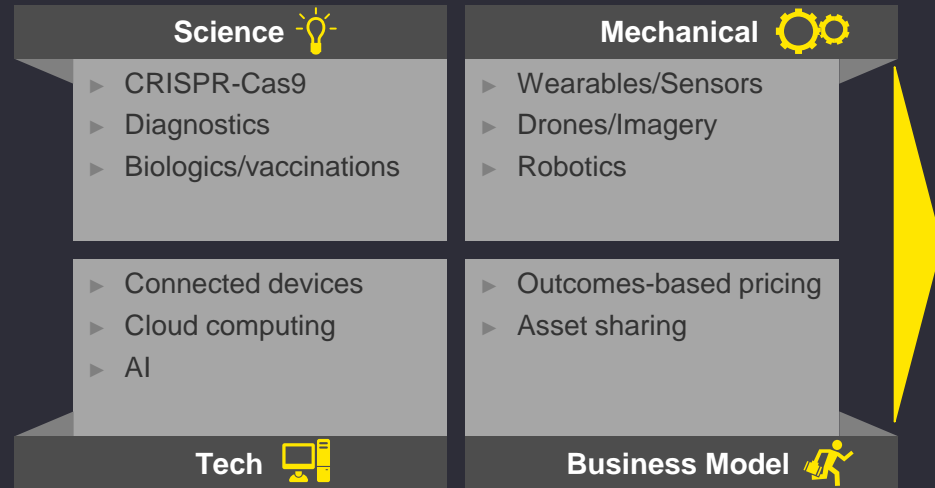 Science
► CRISPR-Cas9
► Diagnostics
► Biologics/vaccinations
Mechanical
► Wearables/Sensors
► Drones/Imagery
► Robotics
► Connected devices
► Cloud computing
► AI
Tech
► Outcomes-based pricing
► Asset sharing
Business Model